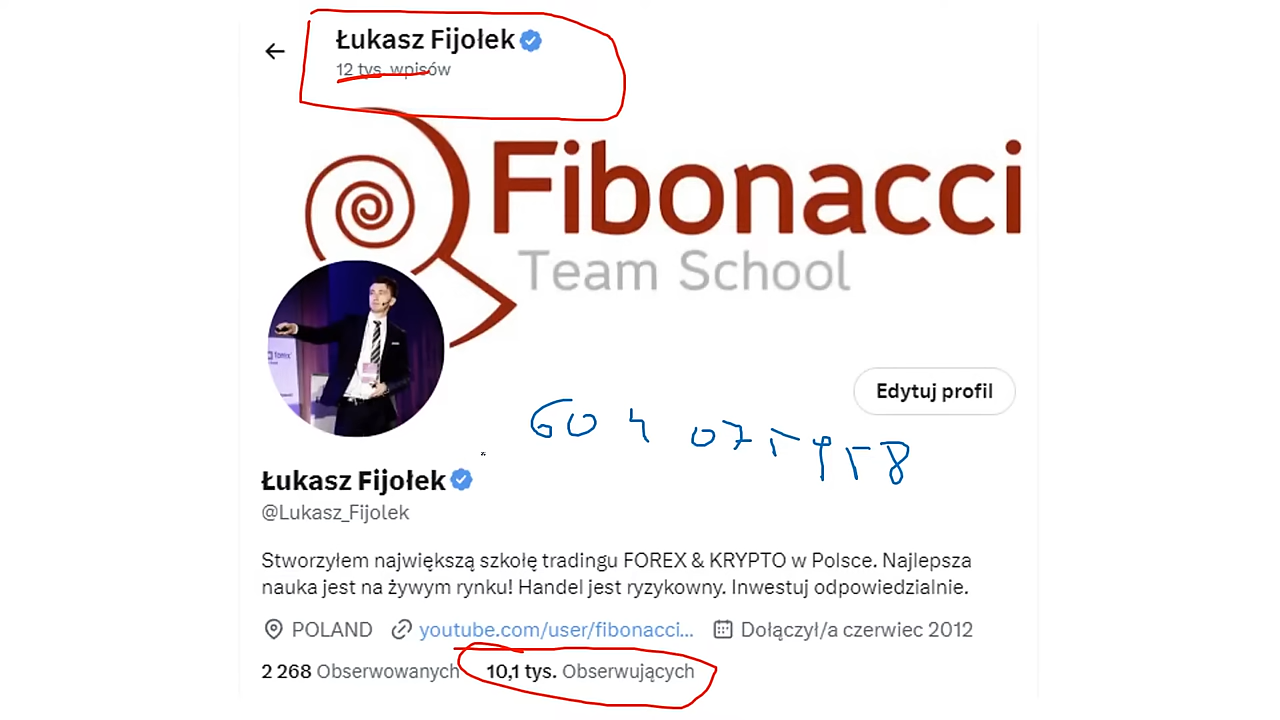 Łukasz Fijołek
12 tys. wpisów
Fibonacci
Team School
Edytuj profil
604
Łukasz Fijołek
@Lukasz_Fijolek
Stworzyłem największą szkołę tradingu FOREX & KRYPTO w Polsce. Najlepsza
nauka jest na żywym rynku! Handel jest ryzykowny. Inwestuj odpowiedzialnie.
POLAND youtube.com/user/fibonacci... Dołączył/a czerwiec 2012
2 268 Obserwowanych 10,1 tys. Obserwujących